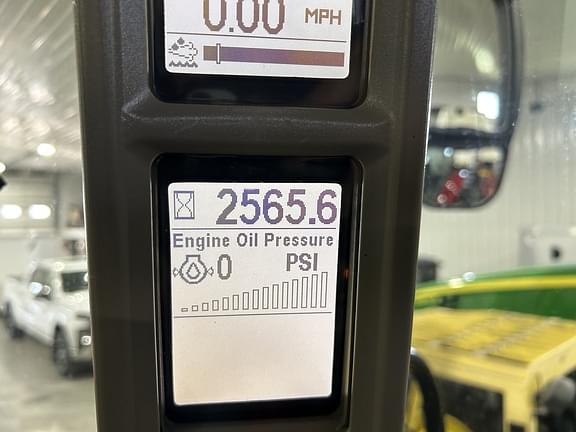 0.00 MPH
2565.6
Engine Oil Pressure
0 PSI